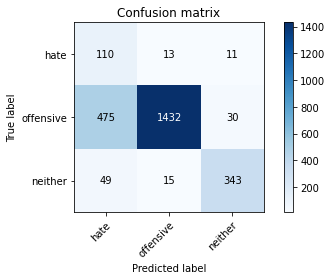 Confusion matrix
True label
hate 110 13 11
offensive 475 1432 30
neither 49 15 343
hate offensive neither
Predicted label
1400
1200
1000
800
600
400
200